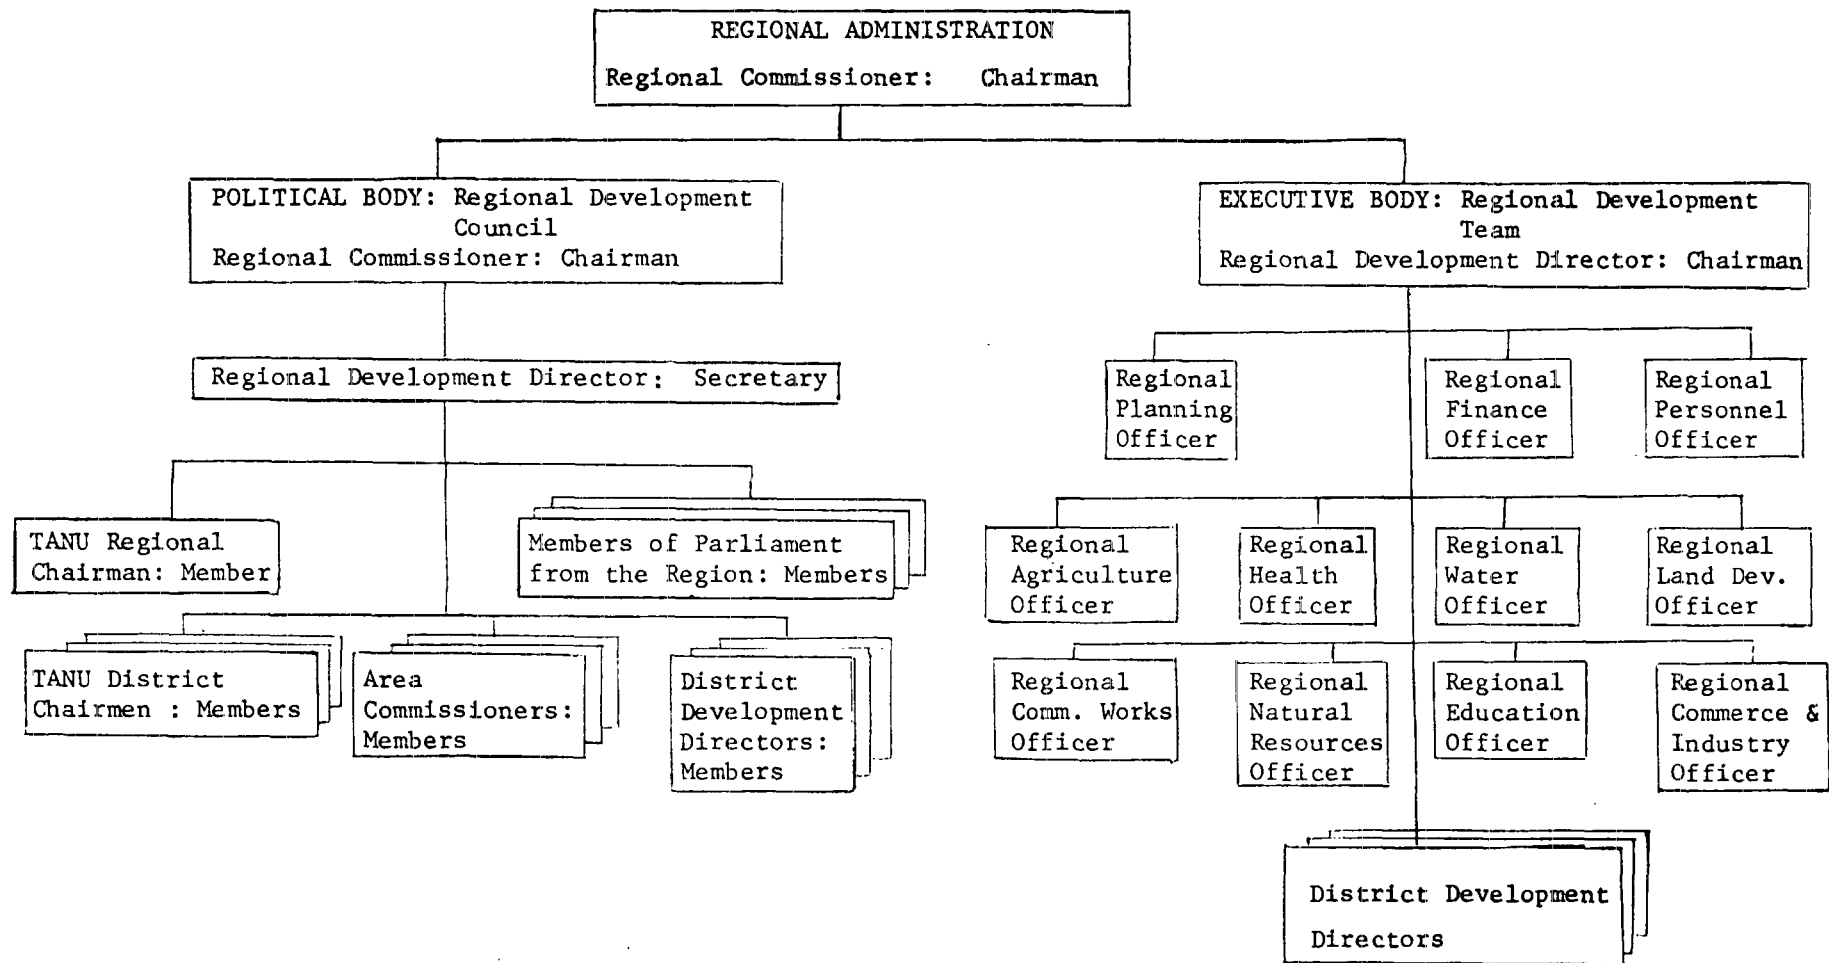 REGIONAL ADMINISTRATION
Regional Commissioner: Chairman
POLITICAL BODY: Regional Development
Council
Regional Commissioner: Chairman
EXECUTIVE BODY: Regional Development
Team
Regional Development Director: Chairman
Regional Development Director: Secretary
TANU Regional
Chairman: Member
Members of Parliament
from the Region: Members
TANU District
Chairmen : Members
Area
Commissioners:
Members
District
Development
Directors:
Members
Regional
Planning
Officer
Regional
Finance
Officer
Regional
Personnel
Officer
Regional
Agriculture
Officer
Regional
Health
Officer
Regional
Water
Officer
Regional
Land Dev.
Officer
Regional
Comm. Works
Officer
Regional
Natural
Resources
Officer
Regional
Education
Officer
Regional
Commerce &
Industry
Officer
District Development
Directors